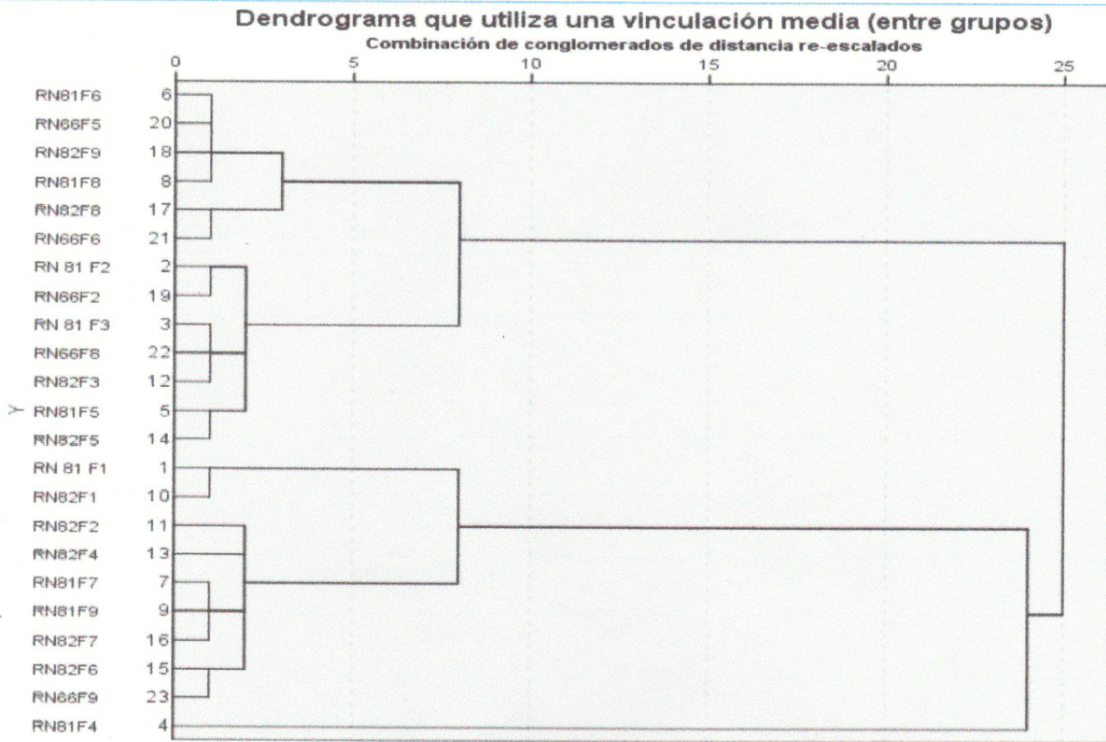 Dendrograma que utiliza una vinculación media (entre grupos)
Combinación de conglomerados de distancia re-escalados
0 5 10 15 20 25
RN81F6 6
RN66F5 20
RN82F9 18
RN81F8 8
RN82F8 17
RN66F6 21
RN 81 F2 2
RN66F2 19
RN 81 F3 3
RN66F8 22
RN82F3 12
Y RN81F5 5
RN82F5 14
RN 81 F1 1
RN82F1 10
RN82F2 11
RN82F4 13
RN81F7 7
RN81F9 9
RN82F7 16
RN82F6 15
RN66F9 23
RN81F4 4